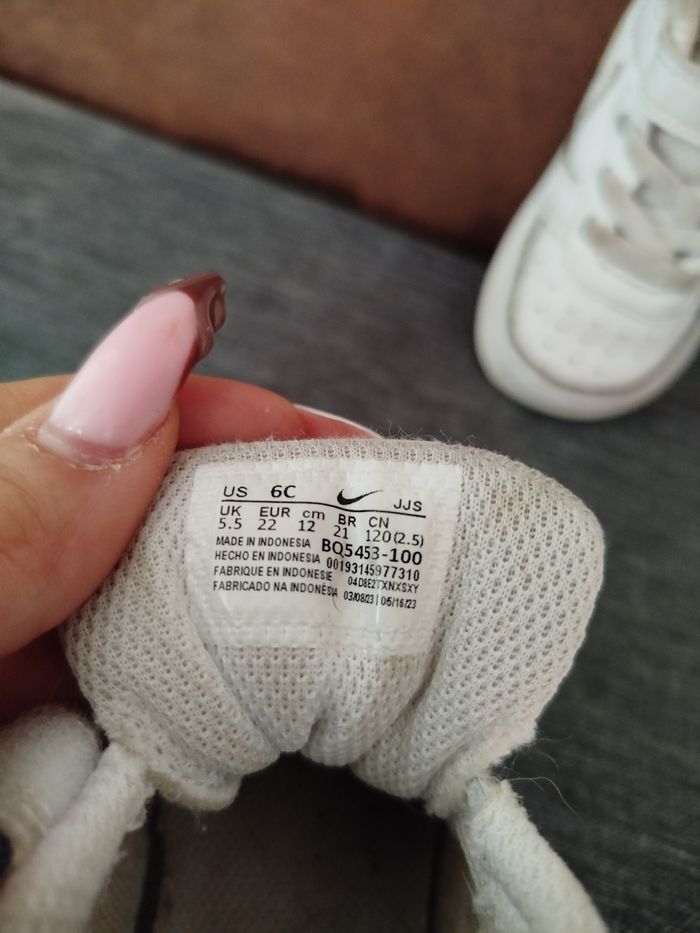 US 6C JJS
UK EUR cm BR CN
5.5 22 12 21 120(2.5)
MADE IN INDONESIA BQ5453-100
HECHO EN INDONESIA 00193145977310
FABRIQUE EN INDONESIE 04D8E2TXNXSXY
FABRICADO NA INDONÉSIA 03/08/23 | 05/16/23